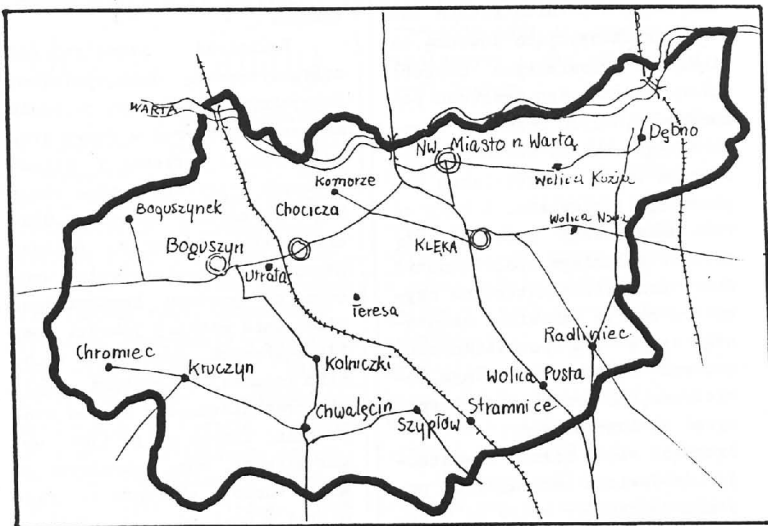 WARTA
NW. Miasto n Wartą
Dębno
Komorze
Wolica Kozia
Boguszynek
Chocicza
Wolica Nowa
Boguszyn
KLĘKA
Utrata
Teresa
Radliniec
Chromiec
Kruczyn
Kolniczki
Wolica Pusta
Chwalęcin
Szypłów
Stramnice